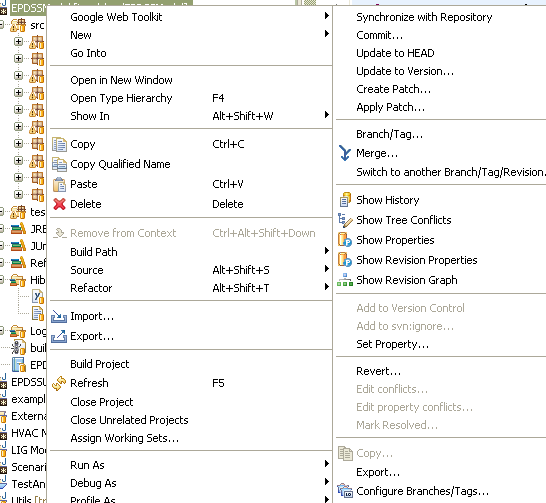 Google Web Toolkit
New
Go Into
Open in New Window
Open Type Hierarchy F4
Show In Alt+Shift+W
Copy Ctrl+C
Copy Qualified Name
Paste Ctrl+V
Delete Delete
Remove from Context Ctrl+Alt+Shift+Down
Build Path
Source Alt+Shift+S
Refactor Alt+Shift+T
Import...
Export...
Build Project
Refresh F5
Close Project
Close Unrelated Projects
Assign Working Sets...
Run As
Debug As
Profile As
Synchronize with Repository
Commit...
Update to HEAD
Update to Version...
Create Patch...
Apply Patch...
Branch/Tag...
Merge...
Switch to another Branch/Tag/Revision.
Show History
Show Tree Conflicts
Show Properties
Show Revision Properties
Show Revision Graph
Add to Version Control
Add to svn:ignore...
Set Property...
Revert...
Edit conflicts...
Edit property conflicts...
Mark Resolved...
Copy...
Export...
Configure Branches/Tags...
src
tes
JRE
JUn
Ref
Hib
Log
buil
EPD
EPDSSU
example
Externa
HVAC M
LIG Mod
Scenari
TestAn
Utils